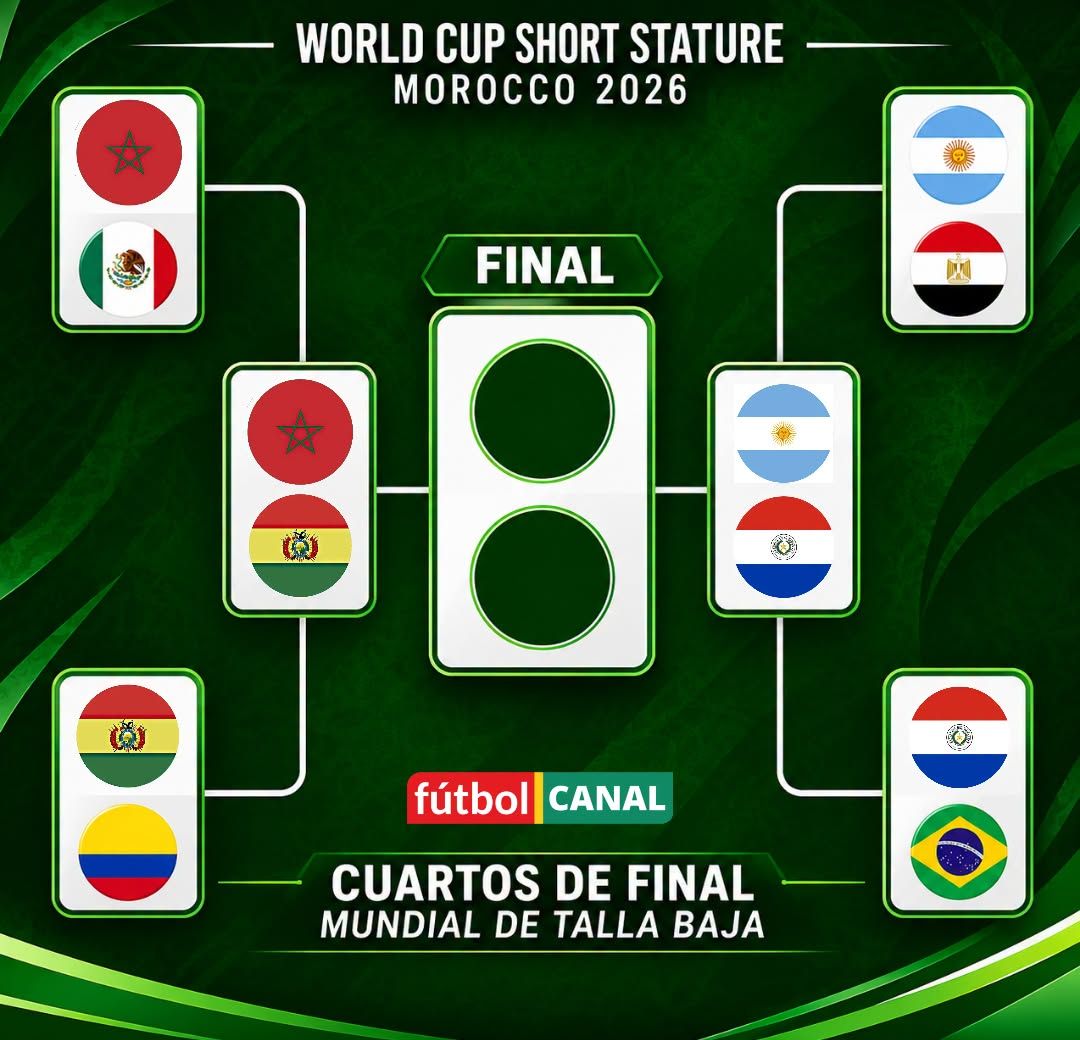 WORLD CUP SHORT STATURE
MOROCCO 2026
FINAL
fútbol CANAL
CUARTOS DE FINAL
MUNDIAL DE TALLA BAJA